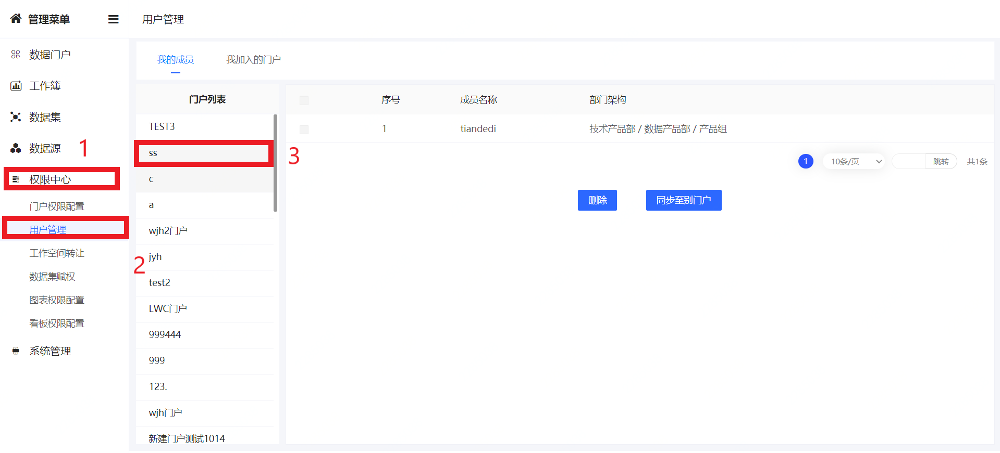 管理菜单
用户管理
数据门户
工作簿
数据集
数据源
1
权限中心
门户权限配置
用户管理
2
工作空间转让
数据集赋权
图表权限配置
看板权限配置
系统管理
我的成员
我加入的门户
门户列表
TEST3
ss
3
c
a
wjh2门户
jyh
test2
LWC门户
999444
999
123.
wjh门户
新建门户测试1014
序号 成员名称 部门架构
1 tiandedi 技术产品部 / 数据产品部 / 产品组
1 10条/页 跳转 共1条
删除 同步至别门户